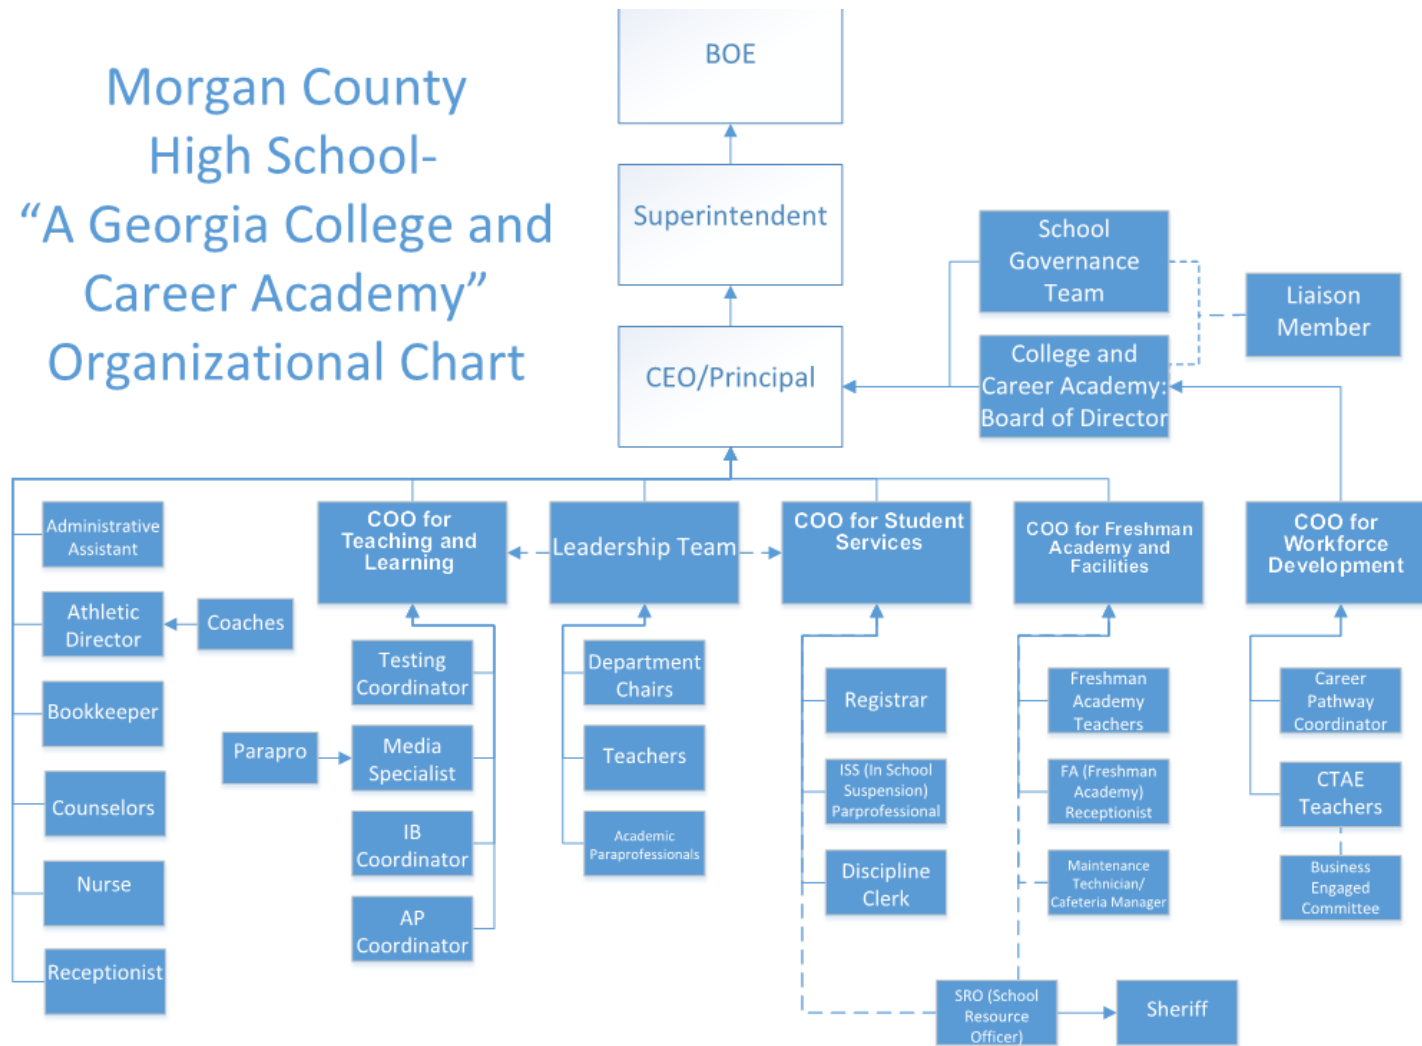 Morgan County
High School-
“A Georgia College and
Career Academy”
Organizational Chart
BOE
Superintendent
CEO/Principal
School
Governance
Team
College and
Career Academy:
Board of Director
Liaison
Member
Administrative
Assistant
Athletic
Director
Coaches
Bookkeeper
Counselors
Nurse
Receptionist
COO for
Teaching and
Learning
Testing
Coordinator
Parapro
Media
Specialist
IB
Coordinator
AP
Coordinator
Leadership Team
Department
Chairs
Teachers
Academic
Paraprofessionals
COO for Student
Services
Registrar
ISS (In School
Suspension)
Parprofessional
Discipline
Clerk
COO for Freshman
Academy and
Facilities
Freshman
Academy
Teachers
FA (Freshman
Academy)
Receptionist
Maintenance
Technician/
Cafeteria Manager
SRO (School
Resource
Officer)
Sheriff
COO for
Workforce
Development
Career
Pathway
Coordinator
CTAE
Teachers
Business
Engaged
Committee